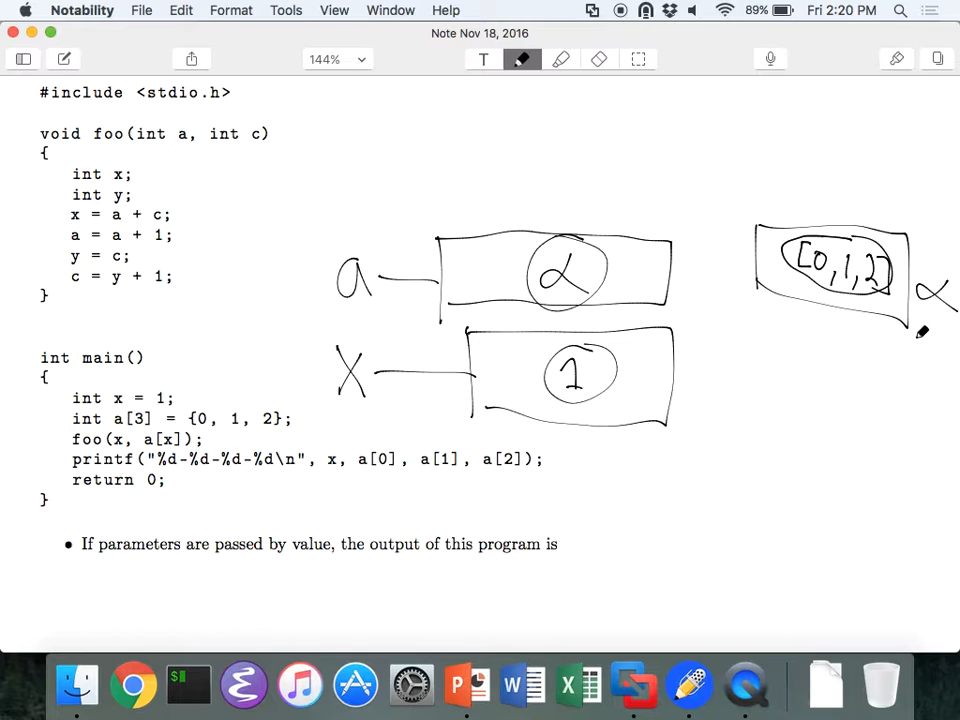 Notability File Edit Format Tools View Window Help 89% Fri 2:20 PM
Note Nov 18, 2016
144% T
#include <stdio.h>
void foo(int a, int c)
{
int x;
int y;
x = a + c;
a = a + 1;
y = c;
c = y + 1;
}
a α [0,1,2] α
x 1
int main()
{
int x = 1;
int a[3] = {0, 1, 2};
foo(x, a[x]);
printf("%d-%d-%d-%d\n", x, a[0], a[1], a[2]);
return 0;
}
• If parameters are passed by value, the output of this program is
$ P W X